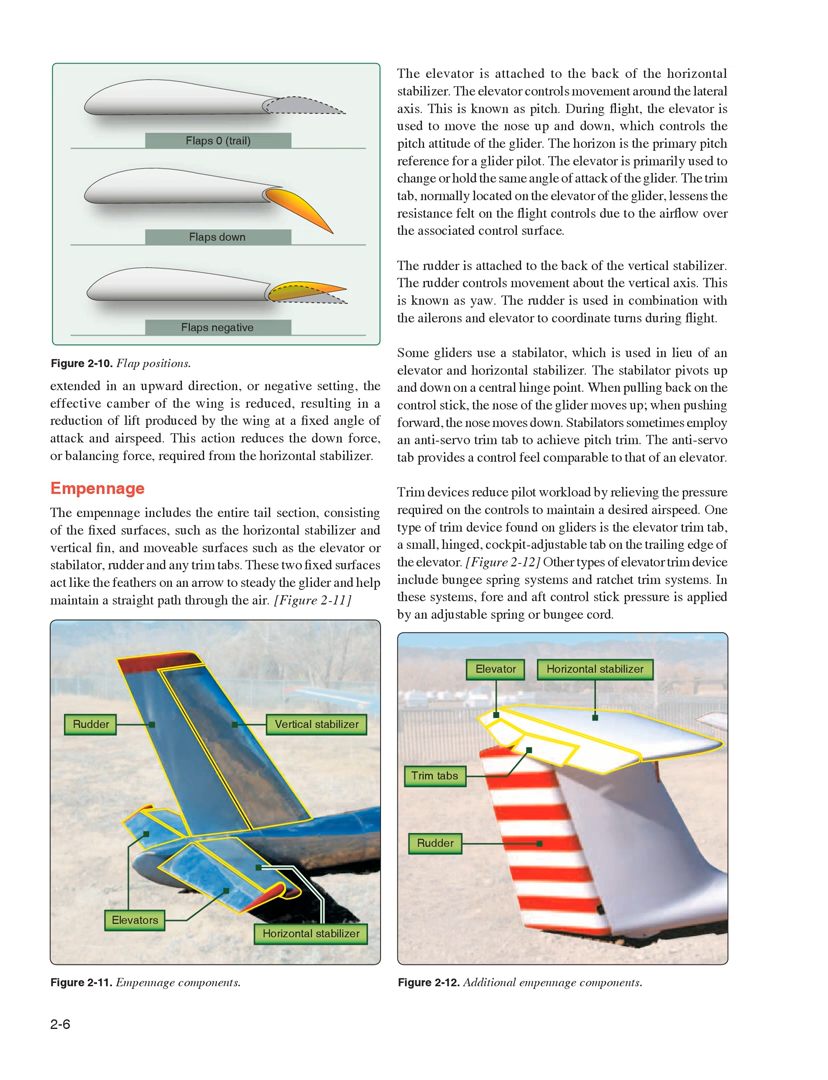 Flaps 0 (trail)
Flaps down
Flaps negative
Figure 2-10. Flap positions.
extended in an upward direction, or negative setting, the
effective camber of the wing is reduced, resulting in a
reduction of lift produced by the wing at a fixed angle of
attack and airspeed. This action reduces the down force,
or balancing force, required from the horizontal stabilizer.
Empennage
The empennage includes the entire tail section, consisting
of the fixed surfaces, such as the horizontal stabilizer and
vertical fin, and moveable surfaces such as the elevator or
stabilator, rudder and any trim tabs. These two fixed surfaces
act like the feathers on an arrow to steady the glider and help
maintain a straight path through the air. [Figure 2-11]
Rudder
Vertical stabilizer
Elevators
Horizontal stabilizer
Figure 2-11. Empennage components.
The elevator is attached to the back of the horizontal
stabilizer. The elevator controls movement around the lateral
axis. This is known as pitch. During flight, the elevator is
used to move the nose up and down, which controls the
pitch attitude of the glider. The horizon is the primary pitch
reference for a glider pilot. The elevator is primarily used to
change or hold the same angle of attack of the glider. The trim
tab, normally located on the elevator of the glider, lessens the
resistance felt on the flight controls due to the airflow over
the associated control surface.
The rudder is attached to the back of the vertical stabilizer.
The rudder controls movement about the vertical axis. This
is known as yaw. The rudder is used in combination with
the ailerons and elevator to coordinate turns during flight.
Some gliders use a stabilator, which is used in lieu of an
elevator and horizontal stabilizer. The stabilator pivots up
and down on a central hinge point. When pulling back on the
control stick, the nose of the glider moves up; when pushing
forward, the nose moves down. Stabilators sometimes employ
an anti-servo trim tab to achieve pitch trim. The anti-servo
tab provides a control feel comparable to that of an elevator.
Trim devices reduce pilot workload by relieving the pressure
required on the controls to maintain a desired airspeed. One
type of trim device found on gliders is the elevator trim tab,
a small, hinged, cockpit-adjustable tab on the trailing edge of
the elevator. [Figure 2-12] Other types of elevator trim device
include bungee spring systems and ratchet trim systems. In
these systems, fore and aft control stick pressure is applied
by an adjustable spring or bungee cord.
Elevator
Horizontal stabilizer
Trim tabs
Rudder
Figure 2-12. Additional empennage components.
2-6